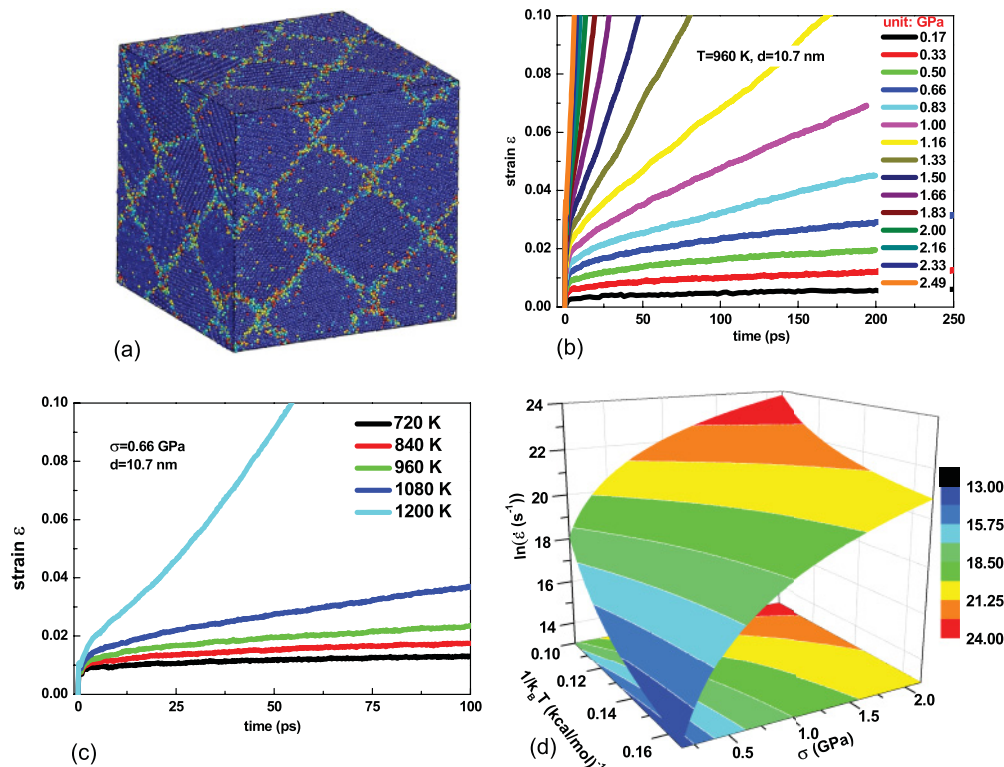 (a)
0.10
0.08
0.06
0.04
0.02
0.00
strain ε
0
50
100
150
200
250
time (ps)
T=960 K, d=10.7 nm
unit: GPa
0.17
0.33
0.50
0.66
0.83
1.00
1.16
1.33
1.50
1.66
1.83
2.00
2.16
2.33
2.49
(b)
0.10
0.08
0.06
0.04
0.02
0.00
strain ε
0
25
50
75
100
time (ps)
σ=0.66 GPa
d=10.7 nm
720 K
840 K
960 K
1080 K
1200 K
(c)
24
22
20
18
16
14
ln(ε̇ (s⁻¹))
0.10
0.12
0.14
0.16
1/k_B T (kcal/mol)⁻¹
0.5
1.0
1.5
2.0
σ (GPa)
13.00
15.75
18.50
21.25
24.00
(d)